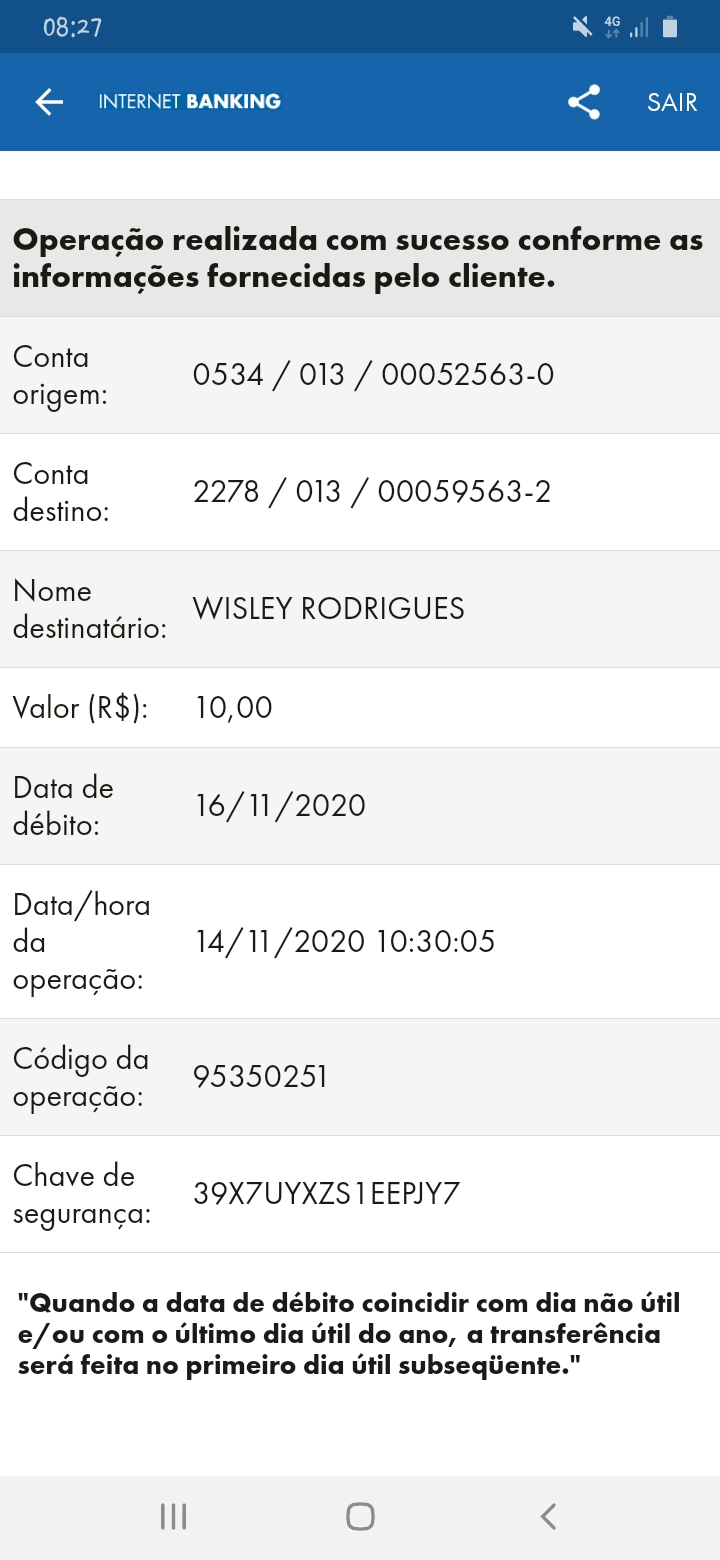 08:27 4G
INTERNET BANKING SAIR
Operação realizada com sucesso conforme as
informações fornecidas pelo cliente.
Conta
origem: 0534 / 013 / 00052563-0
Conta
destino: 2278 / 013 / 00059563-2
Nome
destinatário: WISLEY RODRIGUES
Valor (R$): 10,00
Data de
débito: 16/11/2020
Data/hora
da
operação: 14/11/2020 10:30:05
Código da
operação: 95350251
Chave de
segurança: 39X7UYXZS1EEPJY7
"Quando a data de débito coincidir com dia não útil
e/ou com o último dia útil do ano, a transferência
será feita no primeiro dia útil subseqüente."